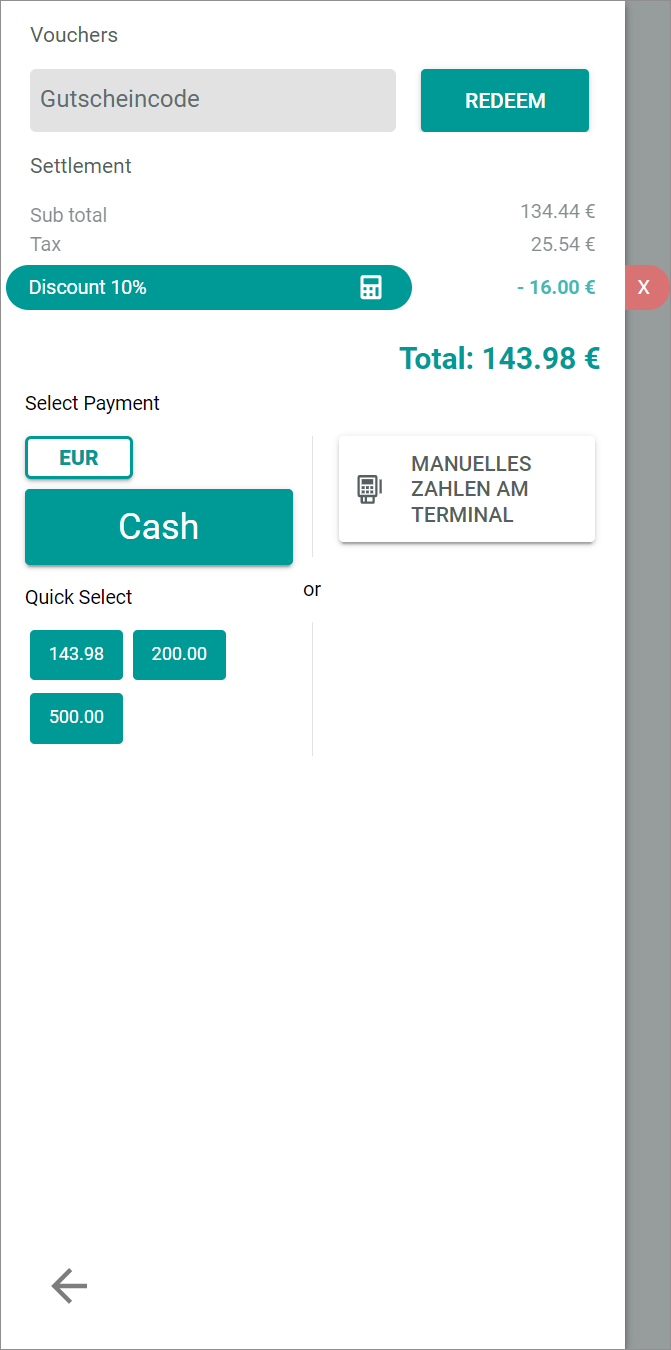 Vouchers
Gutscheincode
REDEEM
Settlement
Sub total 134.44 €
Tax 25.54 €
Discount 10% - 16.00 € X
Total: 143.98 €
Select Payment
EUR
Cash
MANUELLES
ZAHLEN AM
TERMINAL
or
Quick Select
143.98 200.00
500.00